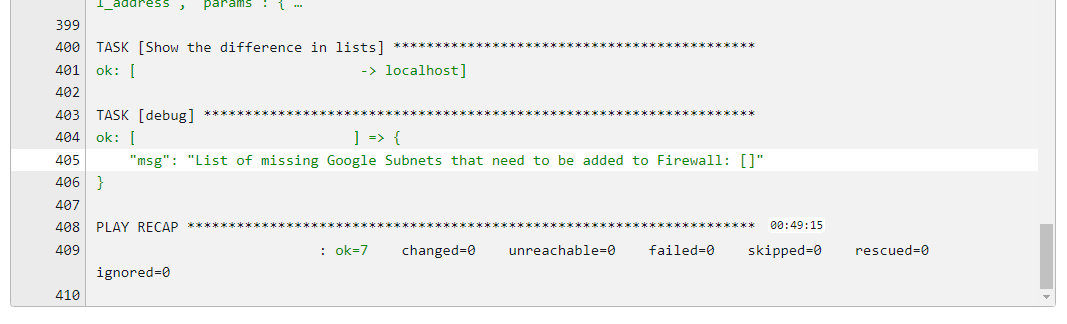 l_address", "params": { …
399
400 TASK [Show the difference in lists] ********************************************
401 ok: [ -> localhost]
402
403 TASK [debug] *******************************************************************
404 ok: [ ] => {
405 "msg": "List of missing Google Subnets that need to be added to Firewall: []"
406 }
407
408 PLAY RECAP ********************************************************************* 00:49:15
409 : ok=7 changed=0 unreachable=0 failed=0 skipped=0 rescued=0
ignored=0
410